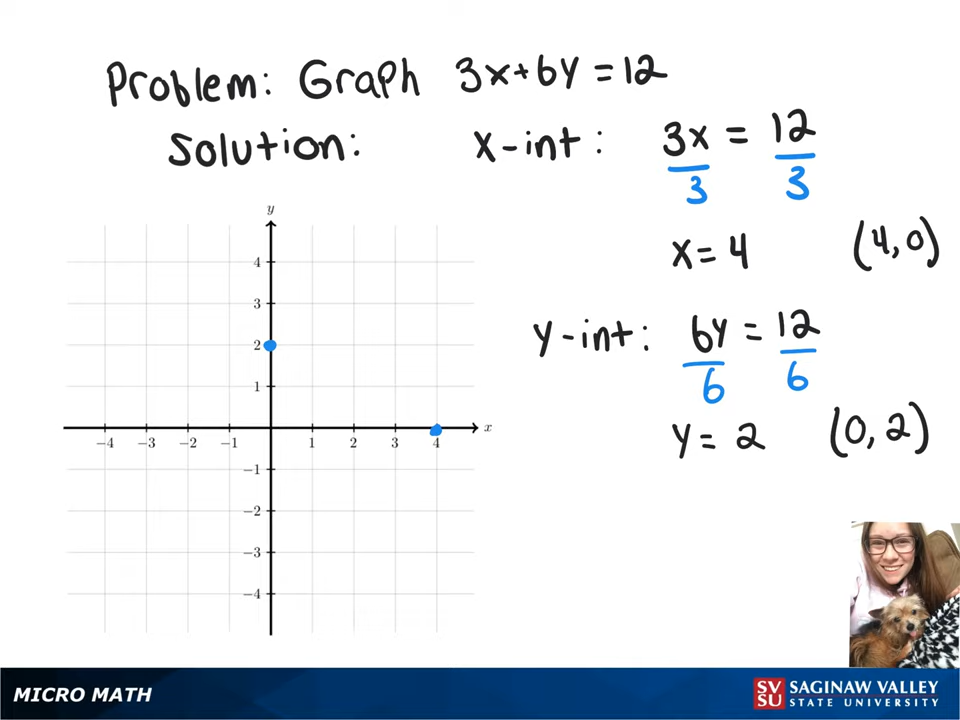 Problem: Graph 3x+6y=12
Solution: x-int: 3x = 12
3 3
x=4 (4,0)
y-int: 6y = 12
6 6
y= 2 (0,2)
y
4
3
2
1
−4 −3 −2 −1 1 2 3 4 x
−1
−2
−3
−4
MICRO MATH
SV SU SAGINAW VALLEY
STATE UNIVERSITY